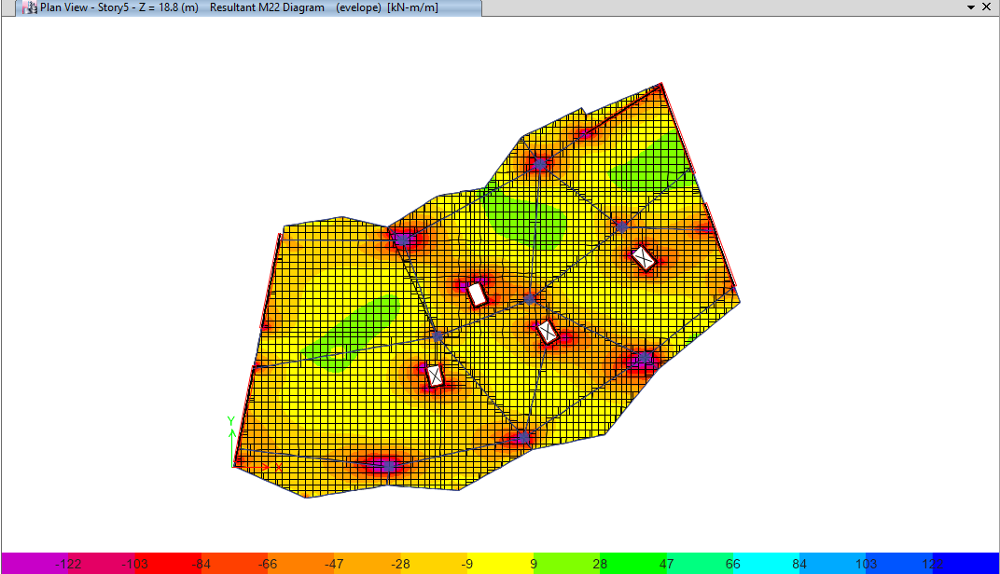 Plan View - Story5 - Z = 18.8 (m) Resultant M22 Diagram (evelope) [kN-m/m]
Y
X
-122 -103 -84 -66 -47 -28 -9 9 28 47 66 84 103